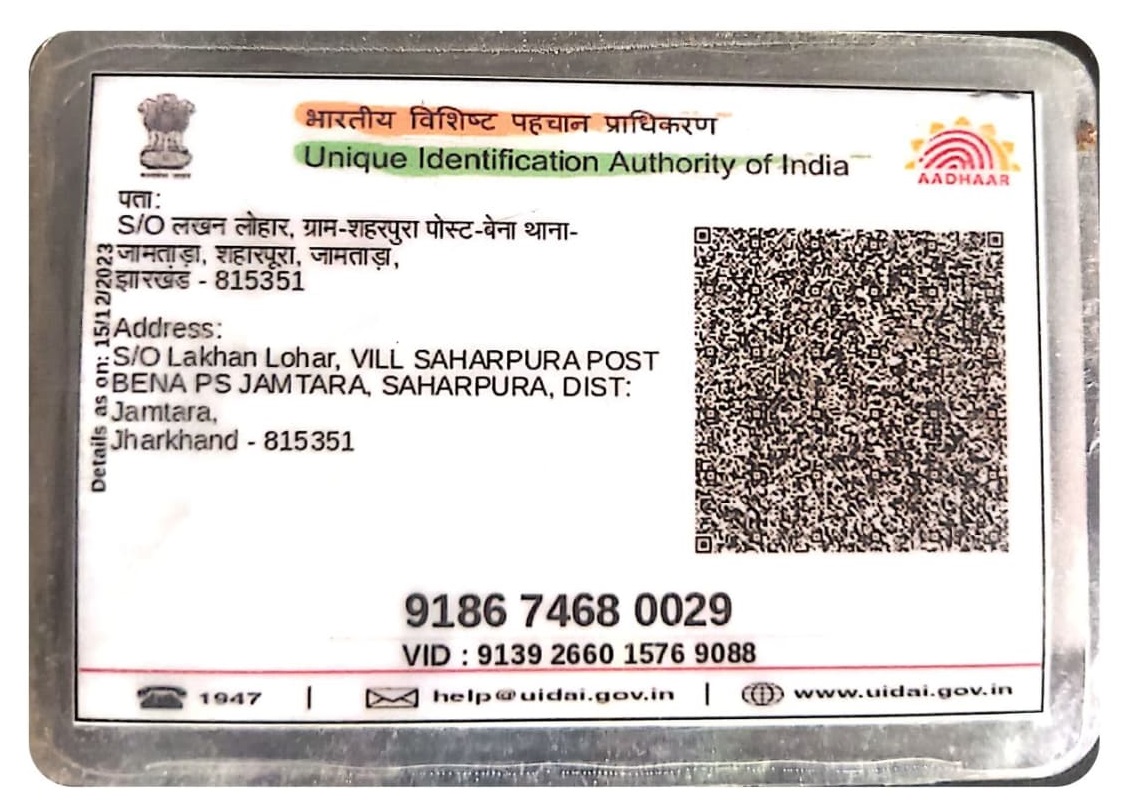 भारतीय विशिष्ट पहचान प्राधिकरण
Unique Identification Authority of India
AADHAAR
पता:
S/O लखन लोहार, ग्राम-शहरपुरा पोस्ट-बेना थाना-
जामताड़ा, शहारपूरा, जामताड़ा,
झारखंड - 815351
Address:
S/O Lakhan Lohar, VILL SAHARPURA POST
BENA PS JAMTARA, SAHARPURA, DIST:
Jamtara,
Jharkhand - 815351
Details as on: 15/12/2023
9186 7468 0029
VID : 9139 2660 1576 9088
1947 | help@uidai.gov.in | www.uidai.gov.in